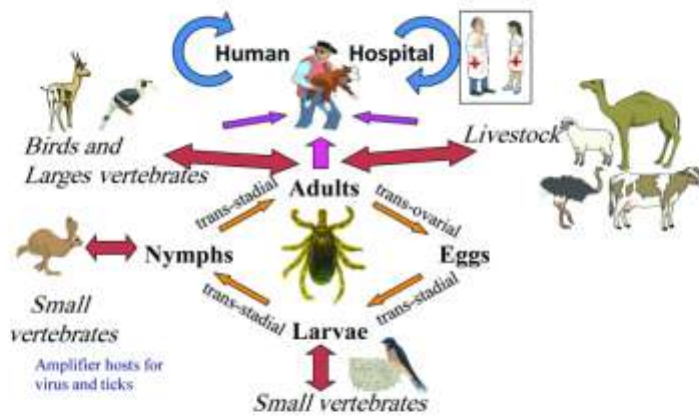 Human Hospital
Birds and
Larges vertebrates
Livestock
Adults
trans-stadial
trans-ovarial
Nymphs
Eggs
trans-stadial
trans-stadial
Larvae
Small
vertebrates
Amplifier hosts for
virus and ticks
Small vertebrates